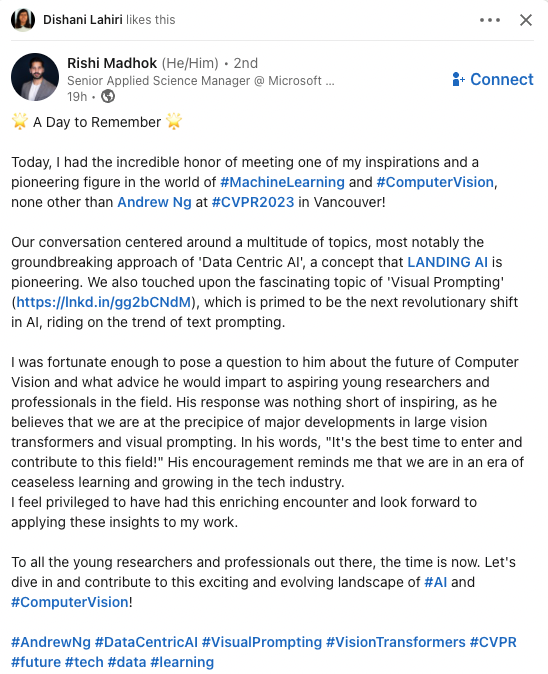 Dishani Lahiri likes this
Rishi Madhok (He/Him) • 2nd
Senior Applied Science Manager @ Microsoft ...
Connect
19h •
🌟 A Day to Remember 🌟
Today, I had the incredible honor of meeting one of my inspirations and a
pioneering figure in the world of #MachineLearning and #ComputerVision,
none other than Andrew Ng at #CVPR2023 in Vancouver!
Our conversation centered around a multitude of topics, most notably the
groundbreaking approach of 'Data Centric AI', a concept that LANDING AI is
pioneering. We also touched upon the fascinating topic of 'Visual Prompting'
(https://lnkd.in/gg2bCNdM), which is primed to be the next revolutionary shift
in AI, riding on the trend of text prompting.
I was fortunate enough to pose a question to him about the future of Computer
Vision and what advice he would impart to aspiring young researchers and
professionals in the field. His response was nothing short of inspiring, as he
believes that we are at the precipice of major developments in large vision
transformers and visual prompting. In his words, "It's the best time to enter and
contribute to this field!" His encouragement reminds me that we are in an era of
ceaseless learning and growing in the tech industry.
I feel privileged to have had this enriching encounter and look forward to
applying these insights to my work.
To all the young researchers and professionals out there, the time is now. Let's
dive in and contribute to this exciting and evolving landscape of #AI and
#ComputerVision!
#AndrewNg #DataCentricAI #VisualPrompting #VisionTransformers #CVPR
#future #tech #data #learning